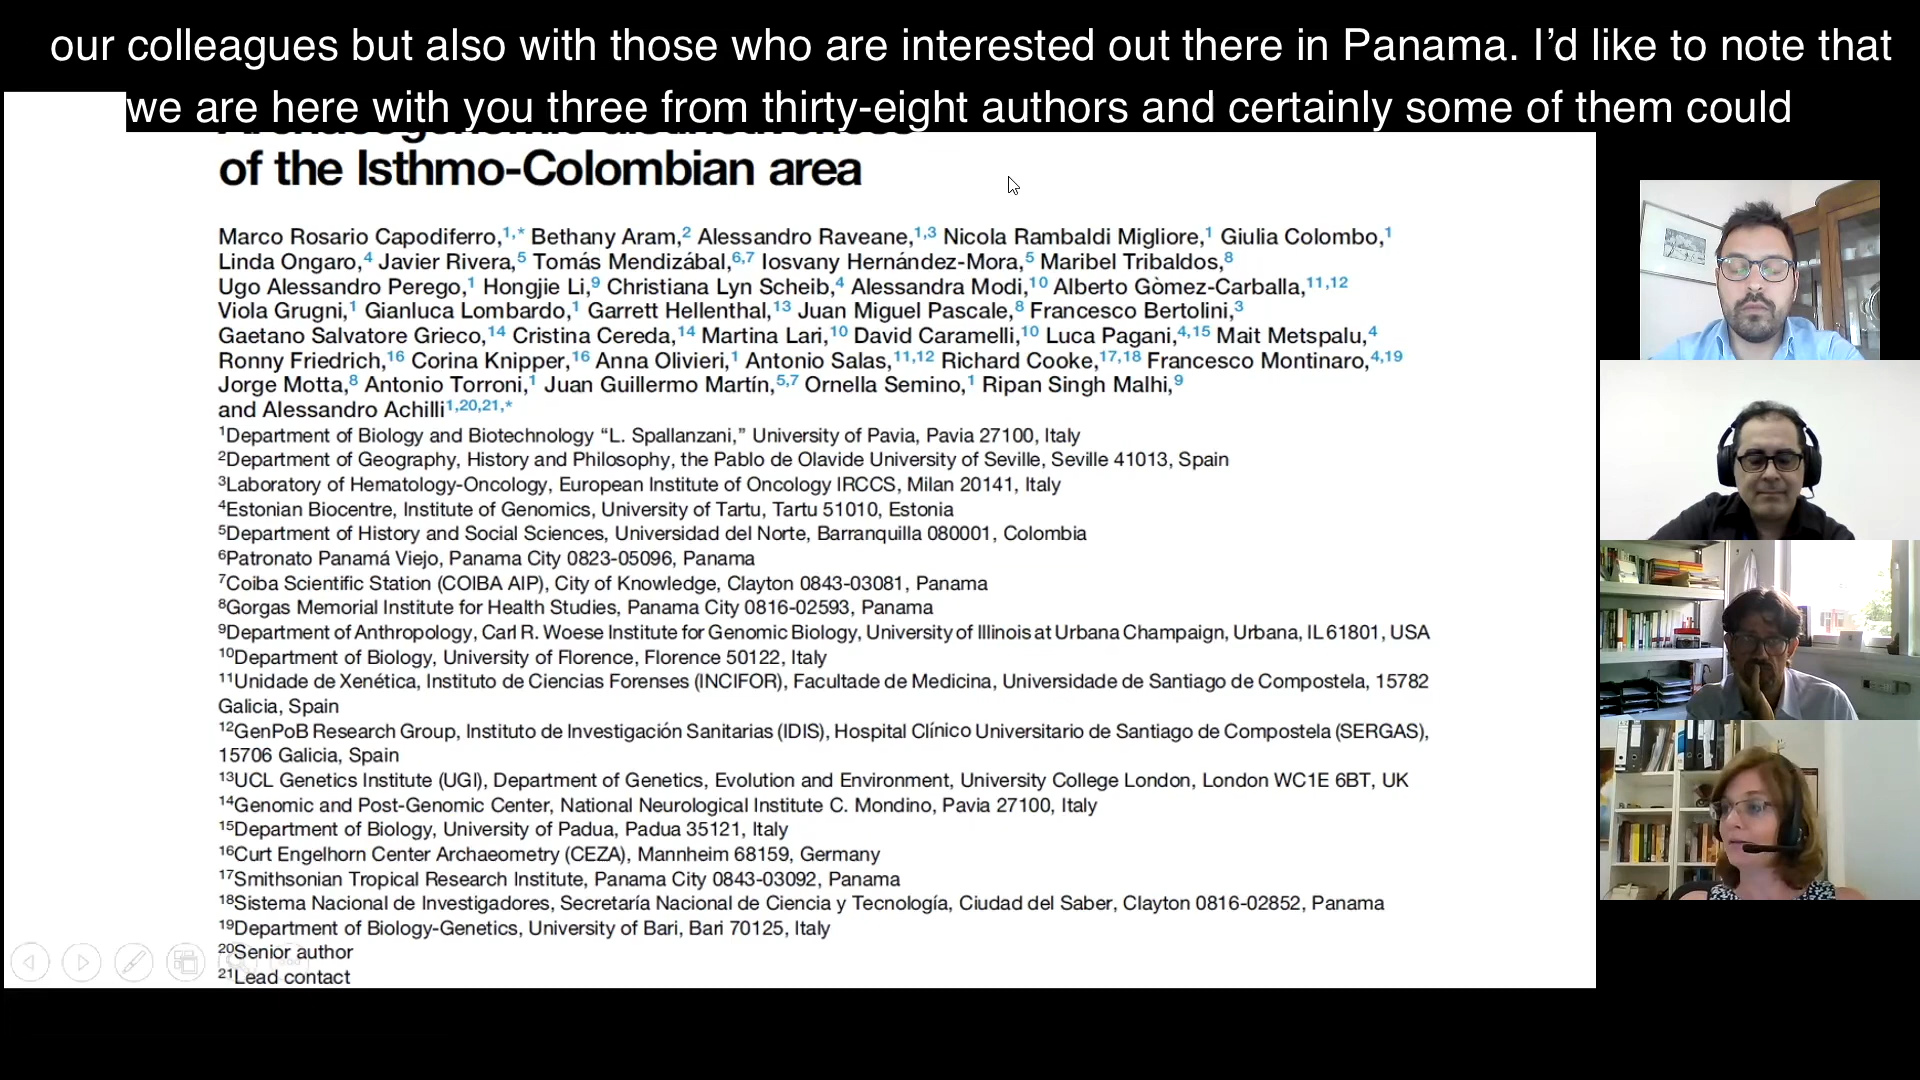 our colleagues but also with those who are interested out there in Panama. I’d like to note that
we are here with you three from thirty-eight authors and certainly some of them could
of the Isthmo-Colombian area
Marco Rosario Capodiferro,1,* Bethany Aram,2 Alessandro Raveane,1,3 Nicola Rambaldi Migliore,1 Giulia Colombo,1
Linda Ongaro,4 Javier Rivera,5 Tomás Mendizábal,6,7 Iosvany Hernández-Mora,5 Maribel Tribaldos,8
Ugo Alessandro Perego,1 Hongjie Li,9 Christiana Lyn Scheib,4 Alessandra Modi,10 Alberto Gòmez-Carballa,11,12
Viola Grugni,1 Gianluca Lombardo,1 Garrett Hellenthal,13 Juan Miguel Pascale,8 Francesco Bertolini,3
Gaetano Salvatore Grieco,14 Cristina Cereda,14 Martina Lari,10 David Caramelli,10 Luca Pagani,4,15 Mait Metspalu,4
Ronny Friedrich,16 Corina Knipper,16 Anna Olivieri,1 Antonio Salas,11,12 Richard Cooke,17,18 Francesco Montinaro,4,19
Jorge Motta,8 Antonio Torroni,1 Juan Guillermo Martín,5,7 Ornella Semino,1 Ripan Singh Malhi,9
and Alessandro Achilli1,20,21,*
1Department of Biology and Biotechnology “L. Spallanzani,” University of Pavia, Pavia 27100, Italy
2Department of Geography, History and Philosophy, the Pablo de Olavide University of Seville, Seville 41013, Spain
3Laboratory of Hematology-Oncology, European Institute of Oncology IRCCS, Milan 20141, Italy
4Estonian Biocentre, Institute of Genomics, University of Tartu, Tartu 51010, Estonia
5Department of History and Social Sciences, Universidad del Norte, Barranquilla 080001, Colombia
6Patronato Panamá Viejo, Panama City 0823-05096, Panama
7Coiba Scientific Station (COIBA AIP), City of Knowledge, Clayton 0843-03081, Panama
8Gorgas Memorial Institute for Health Studies, Panama City 0816-02593, Panama
9Department of Anthropology, Carl R. Woese Institute for Genomic Biology, University of Illinois at Urbana Champaign, Urbana, IL 61801, USA
10Department of Biology, University of Florence, Florence 50122, Italy
11Unidade de Xenética, Instituto de Ciencias Forenses (INCIFOR), Facultade de Medicina, Universidade de Santiago de Compostela, 15782
Galicia, Spain
12GenPoB Research Group, Instituto de Investigación Sanitarias (IDIS), Hospital Clínico Universitario de Santiago de Compostela (SERGAS),
15706 Galicia, Spain
13UCL Genetics Institute (UGI), Department of Genetics, Evolution and Environment, University College London, London WC1E 6BT, UK
14Genomic and Post-Genomic Center, National Neurological Institute C. Mondino, Pavia 27100, Italy
15Department of Biology, University of Padua, Padua 35121, Italy
16Curt Engelhorn Center Archaeometry (CEZA), Mannheim 68159, Germany
17Smithsonian Tropical Research Institute, Panama City 0843-03092, Panama
18Sistema Nacional de Investigadores, Secretaría Nacional de Ciencia y Tecnología, Ciudad del Saber, Clayton 0816-02852, Panama
19Department of Biology-Genetics, University of Bari, Bari 70125, Italy
20Senior author
21Lead contact